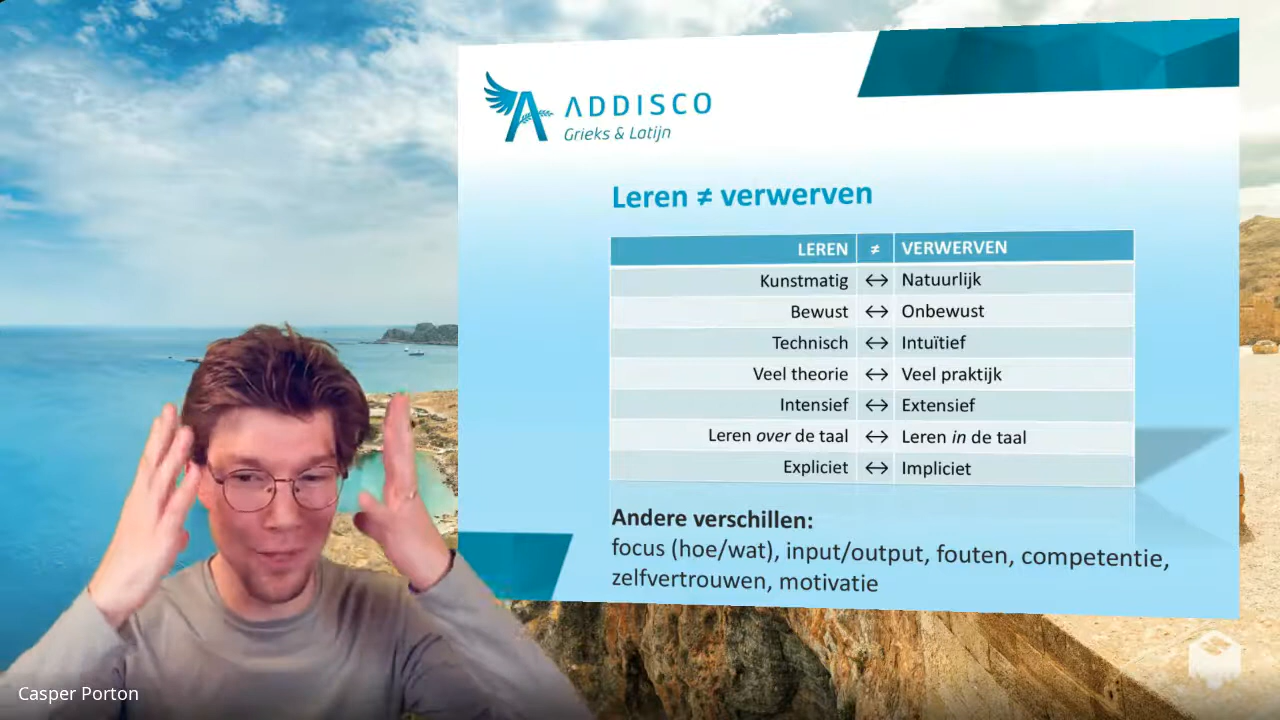 ADDISCO
Grieks & Latijn
Leren ≠ verwerven
LEREN ≠ VERWERVEN
Kunstmatig ↔ Natuurlijk
Bewust ↔ Onbewust
Technisch ↔ Intuïtief
Veel theorie ↔ Veel praktijk
Intensief ↔ Extensief
Leren over de taal ↔ Leren in de taal
Expliciet ↔ Impliciet
Andere verschillen:
focus (hoe/wat), input/output, fouten, competentie,
zelfvertrouwen, motivatie
Casper Porton